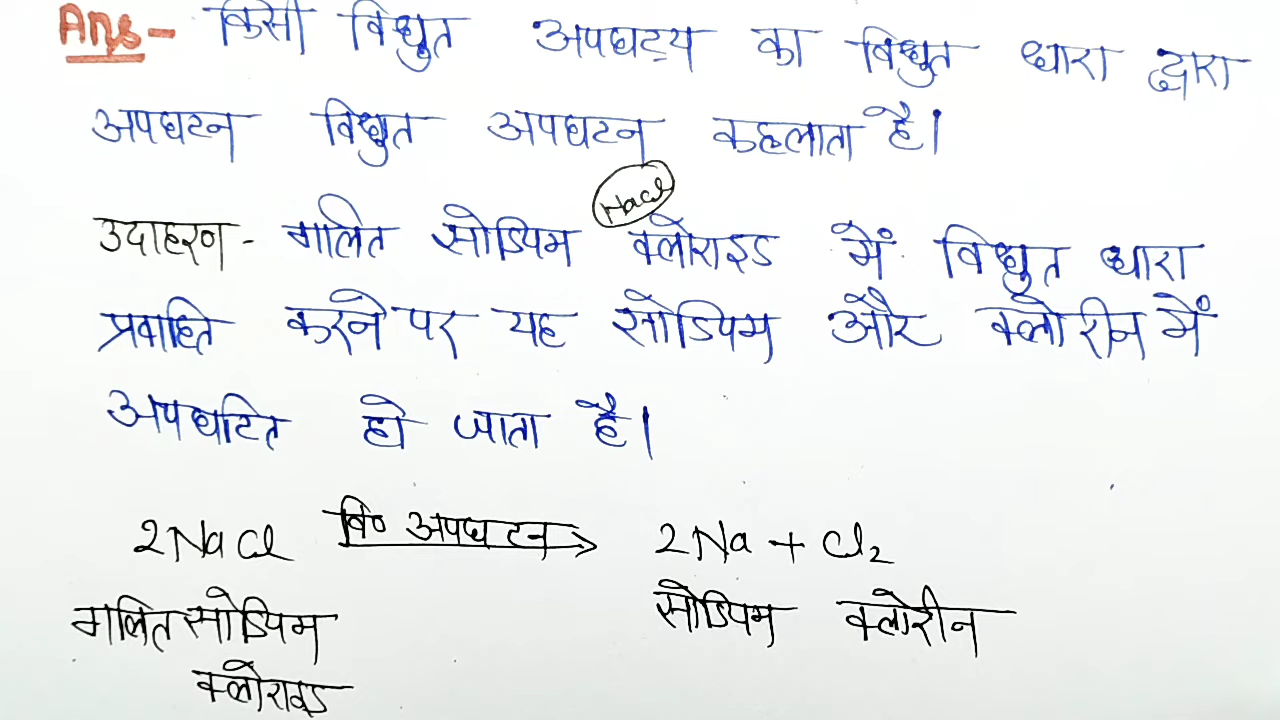 Ans- किसी विधुत अपघट्य का विधुत धारा द्वारा
अपघटन विधुत अपघटन कहलाता है।
NaCl
उदाहरण - गलित सोडियम क्लोराइड में विधुत धारा
प्रवाहित करने पर यह सोडियम और क्लोरीन में
अपघटित हो जाता है।
2NaCl वि० अपघटन → 2Na + Cl₂
गलित सोडियम सोडियम क्लोरीन
क्लोराइड